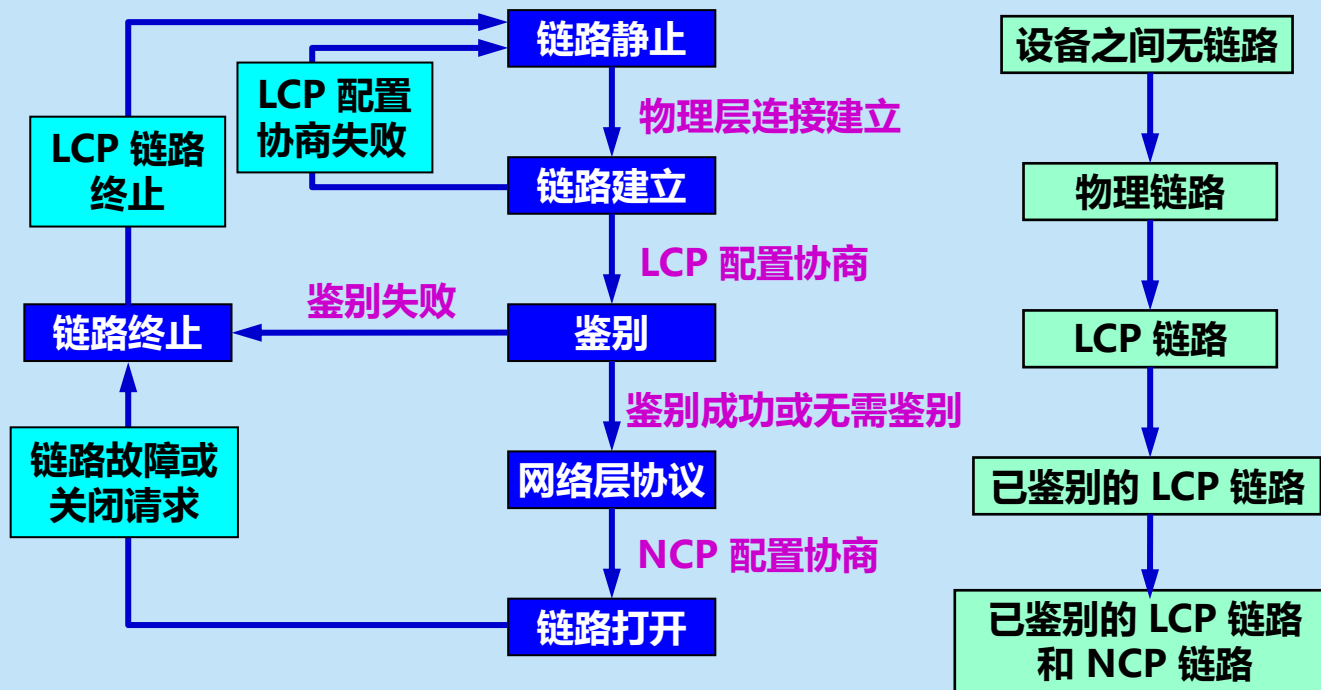 链路静止
设备之间无链路
LCP 配置
协商失败
物理层连接建立
LCP 链路
终止
链路建立
物理链路
LCP 配置协商
鉴别失败
链路终止
鉴别
LCP 链路
鉴别成功或无需鉴别
链路故障或
关闭请求
网络层协议
已鉴别的 LCP 链路
NCP 配置协商
链路打开
已鉴别的 LCP 链路
和 NCP 链路